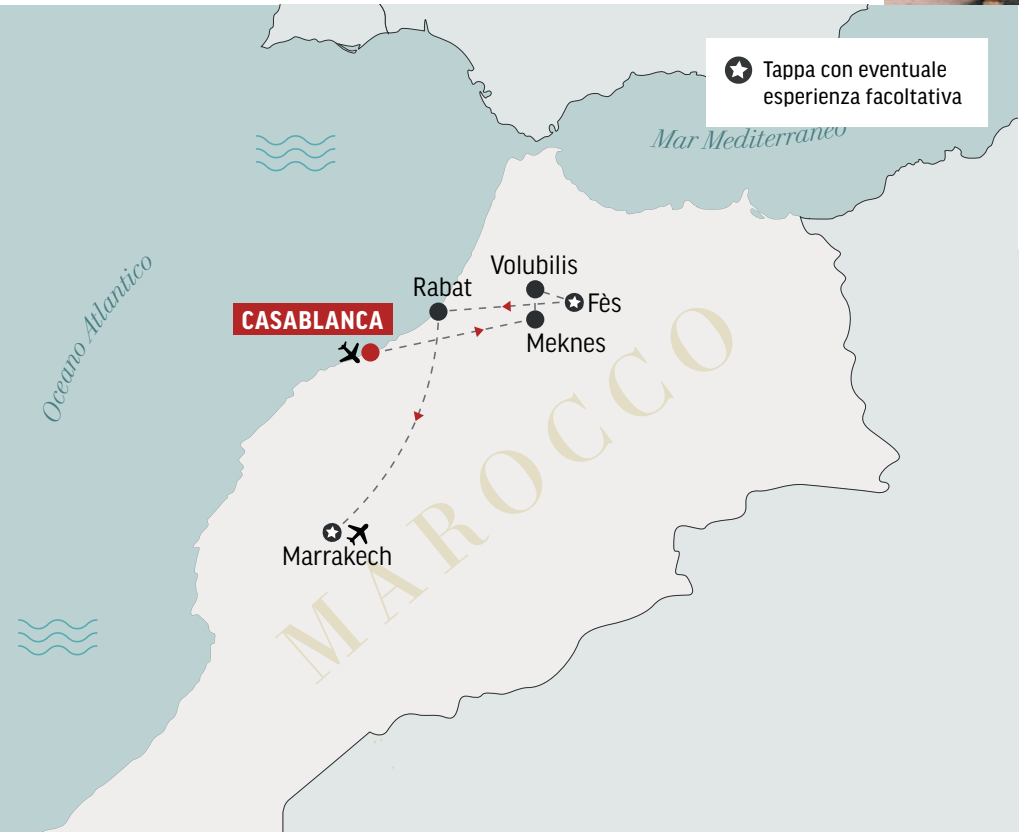 Tappa con eventuale
esperienza facoltativa
Mar Mediterraneo
Oceano Atlantico
Volubilis
Rabat
Fès
CASABLANCA
Meknes
MAROCCO
Marrakech